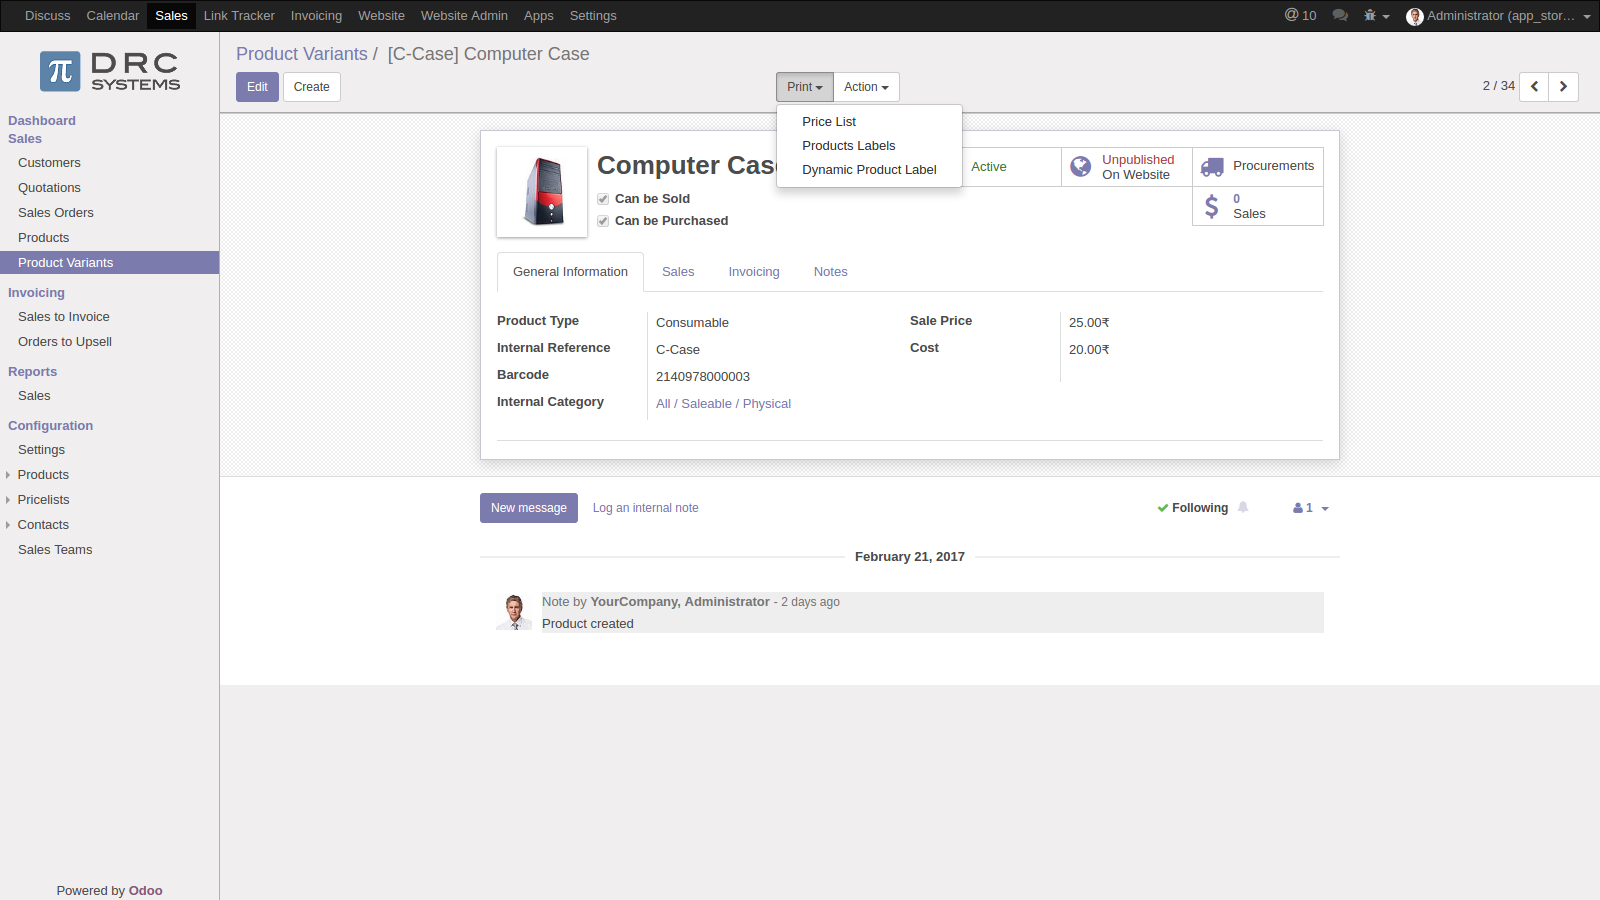 Discuss Calendar Sales Link Tracker Invoicing Website Website Admin Apps Settings @ 10 Administrator (app_stor...
π DRC SYSTEMS
Dashboard
Sales
Customers
Quotations
Sales Orders
Products
Product Variants
Invoicing
Sales to Invoice
Orders to Upsell
Reports
Sales
Configuration
Settings
Products
Pricelists
Contacts
Sales Teams
Powered by Odoo
Product Variants / [C-Case] Computer Case
Edit Create Print Action 2 / 34
Price List
Products Labels
Dynamic Product Label
Computer Cas
Can be Sold
Can be Purchased
Active
Unpublished
On Website
Procurements
$ 0
Sales
General Information Sales Invoicing Notes
Product Type Consumable
Internal Reference C-Case
Barcode 2140978000003
Internal Category All / Saleable / Physical
Sale Price 25.00₹
Cost 20.00₹
New message Log an internal note Following 1
February 21, 2017
Note by YourCompany, Administrator - 2 days ago
Product created